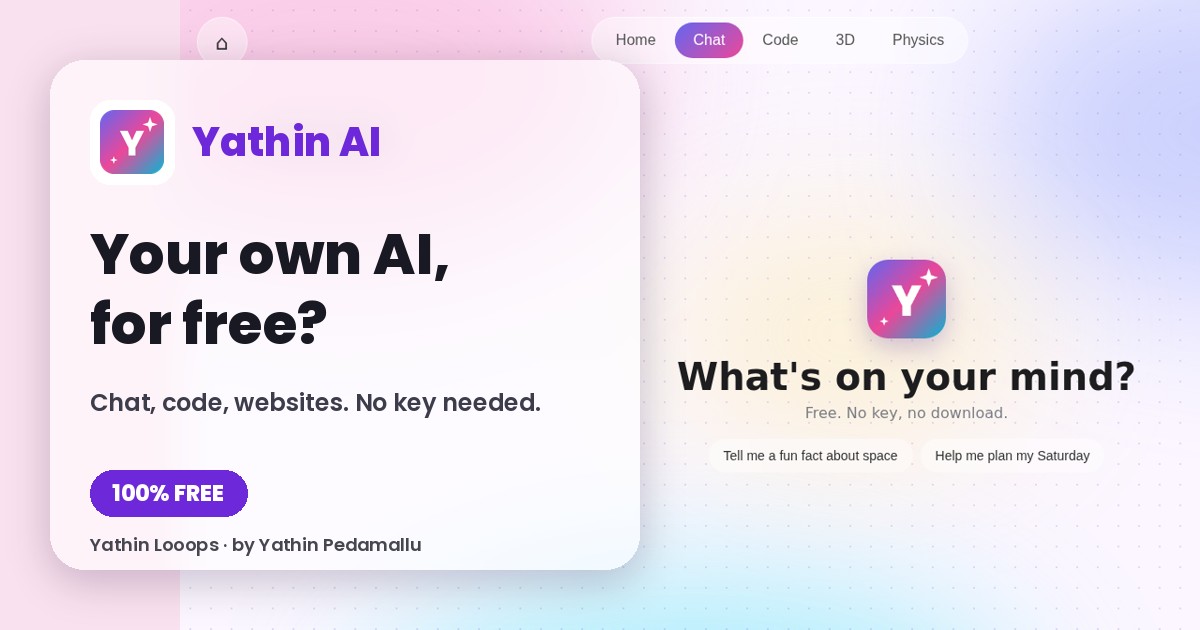 ⌂
Home Chat Code 3D Physics
Y
Yathin AI
Your own AI,
for free?
Chat, code, websites. No key needed.
100% FREE
Yathin Looops · by Yathin Pedamallu
Y
What's on your mind?
Free. No key, no download.
Tell me a fun fact about space
Help me plan my Saturday